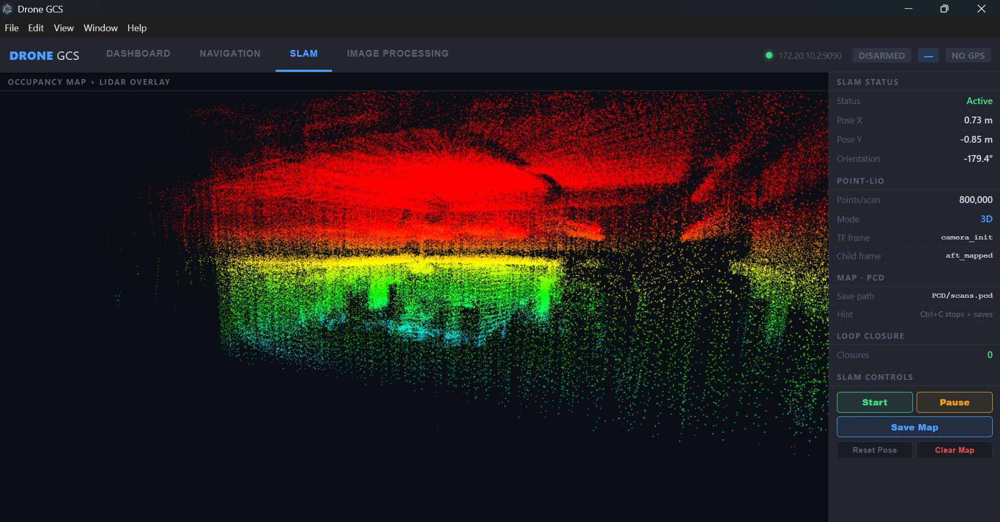 Drone GCS
File Edit View Window Help
DRONE GCS DASHBOARD NAVIGATION SLAM IMAGE PROCESSING 172.20.10.2:9090 DISARMED — NO GPS
OCCUPANCY MAP + LIDAR OVERLAY
SLAM STATUS
Status Active
Pose X 0.73 m
Pose Y -0.85 m
Orientation -179.4°
POINT-LIO
Points/scan 800,000
Mode 3D
TF frame camera_init
Child frame aft_mapped
MAP · PCD
Save path PCD/scans.pcd
Hint Ctrl+C stops + saves
LOOP CLOSURE
Closures 0
SLAM CONTROLS
Start Pause
Save Map
Reset Pose Clear Map